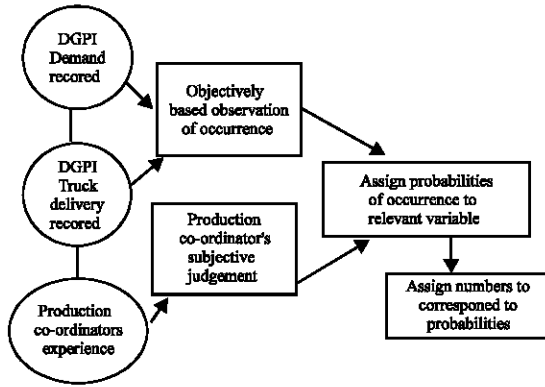 DGPI
Demand
recored
Objectively
based observation
of occurrence
DGPI
Truck
delivery
recored
Assign probabilities
of occurrence to
relevant variable
Production
co-ordinator's
subjective
judgement
Production
co-ordinators
experience
Assign numbers to
corresponed to
probabilities